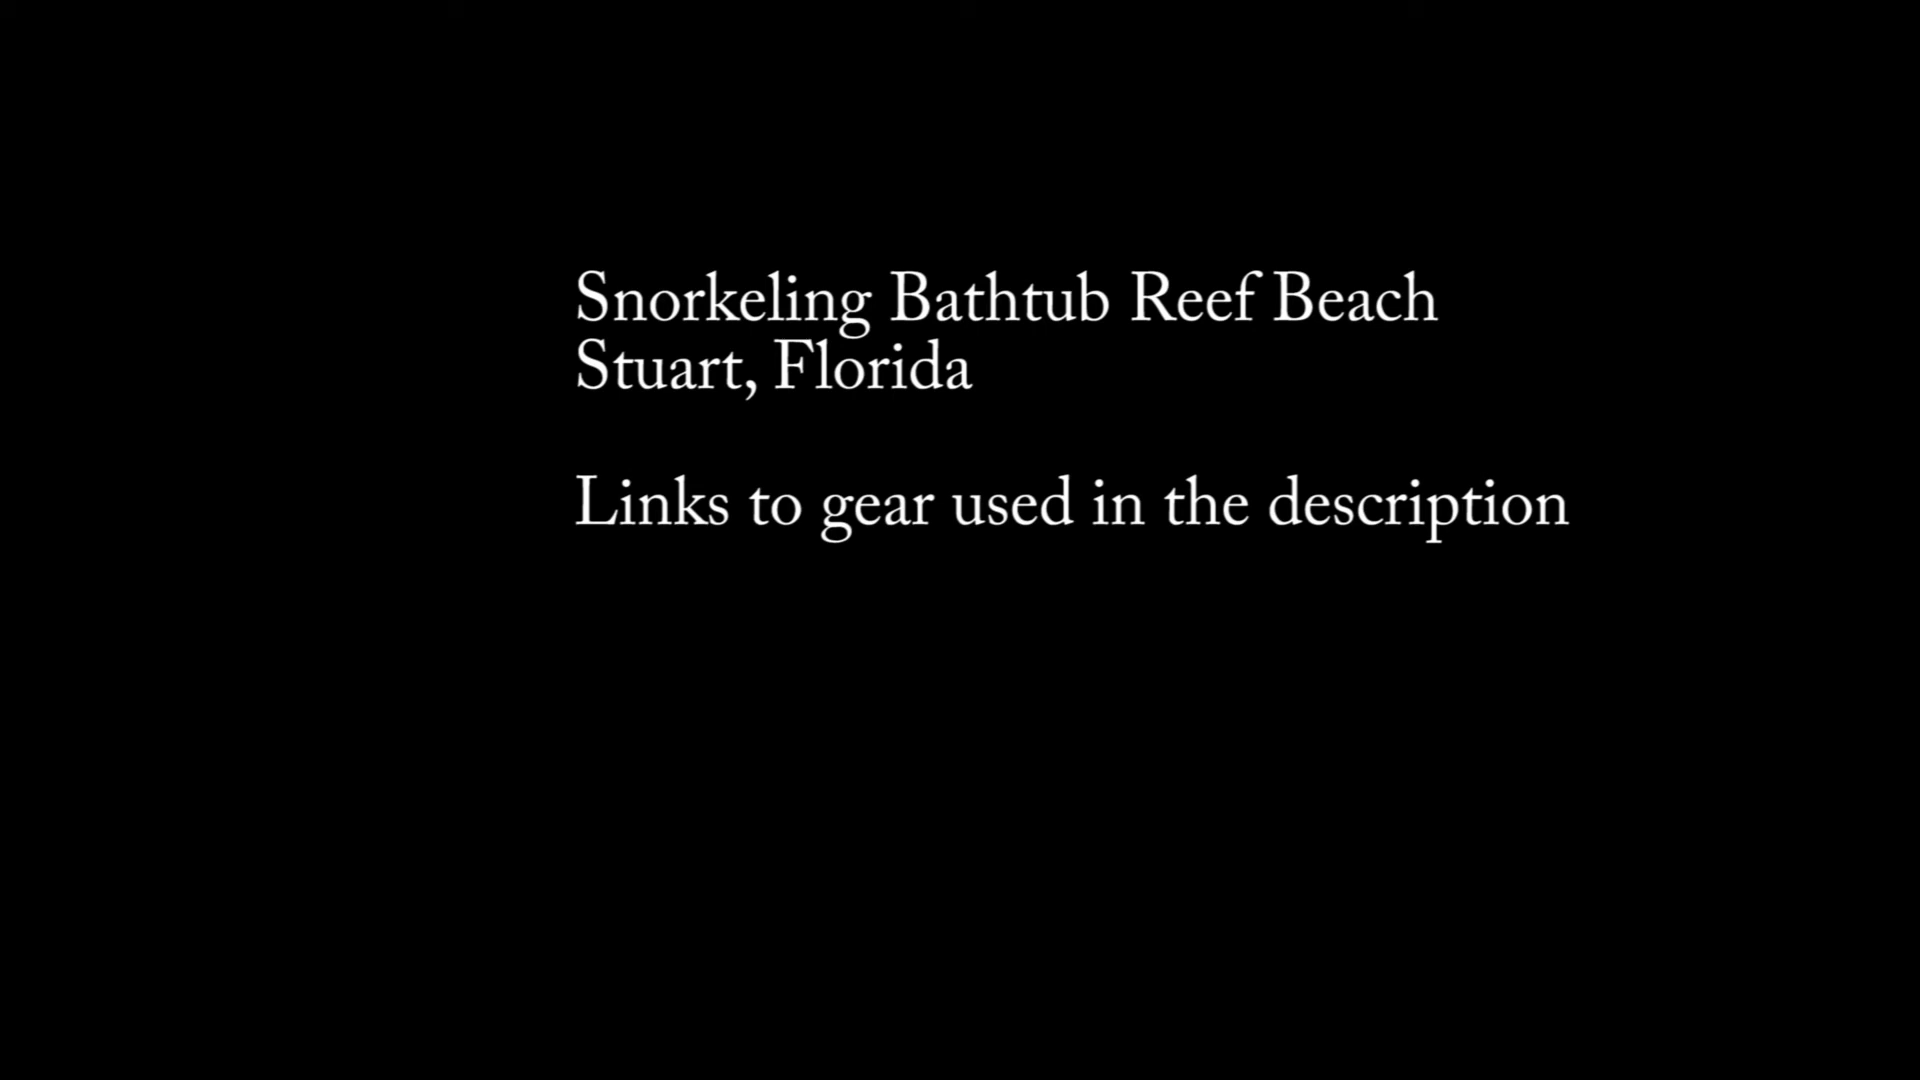 Snorkeling Bathtub Reef Beach
Stuart, Florida
Links to gear used in the description